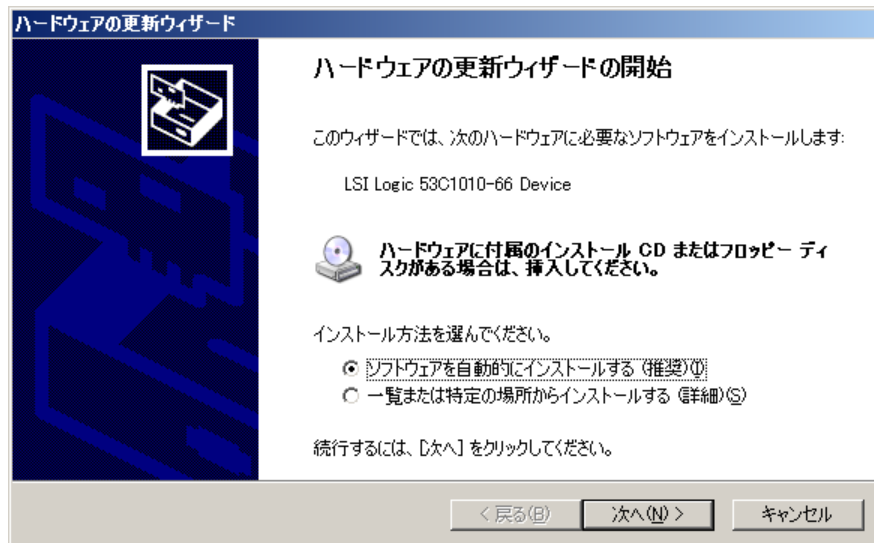 ハードウェアの更新ウィザード
ハードウェアの更新ウィザードの開始
このウィザードでは、次のハードウェアに必要なソフトウェアをインストールします:
LSI Logic 53C1010-66 Device
ハードウェアに付属のインストール CD またはフロッピー ディ
スクがある場合は、挿入してください。
インストール方法を選んでください。
ソフトウェアを自動的にインストールする (推奨)(I)
一覧または特定の場所からインストールする (詳細)(S)
続行するには、[次へ] をクリックしてください。
< 戻る(B)
次へ(N) >
キャンセル